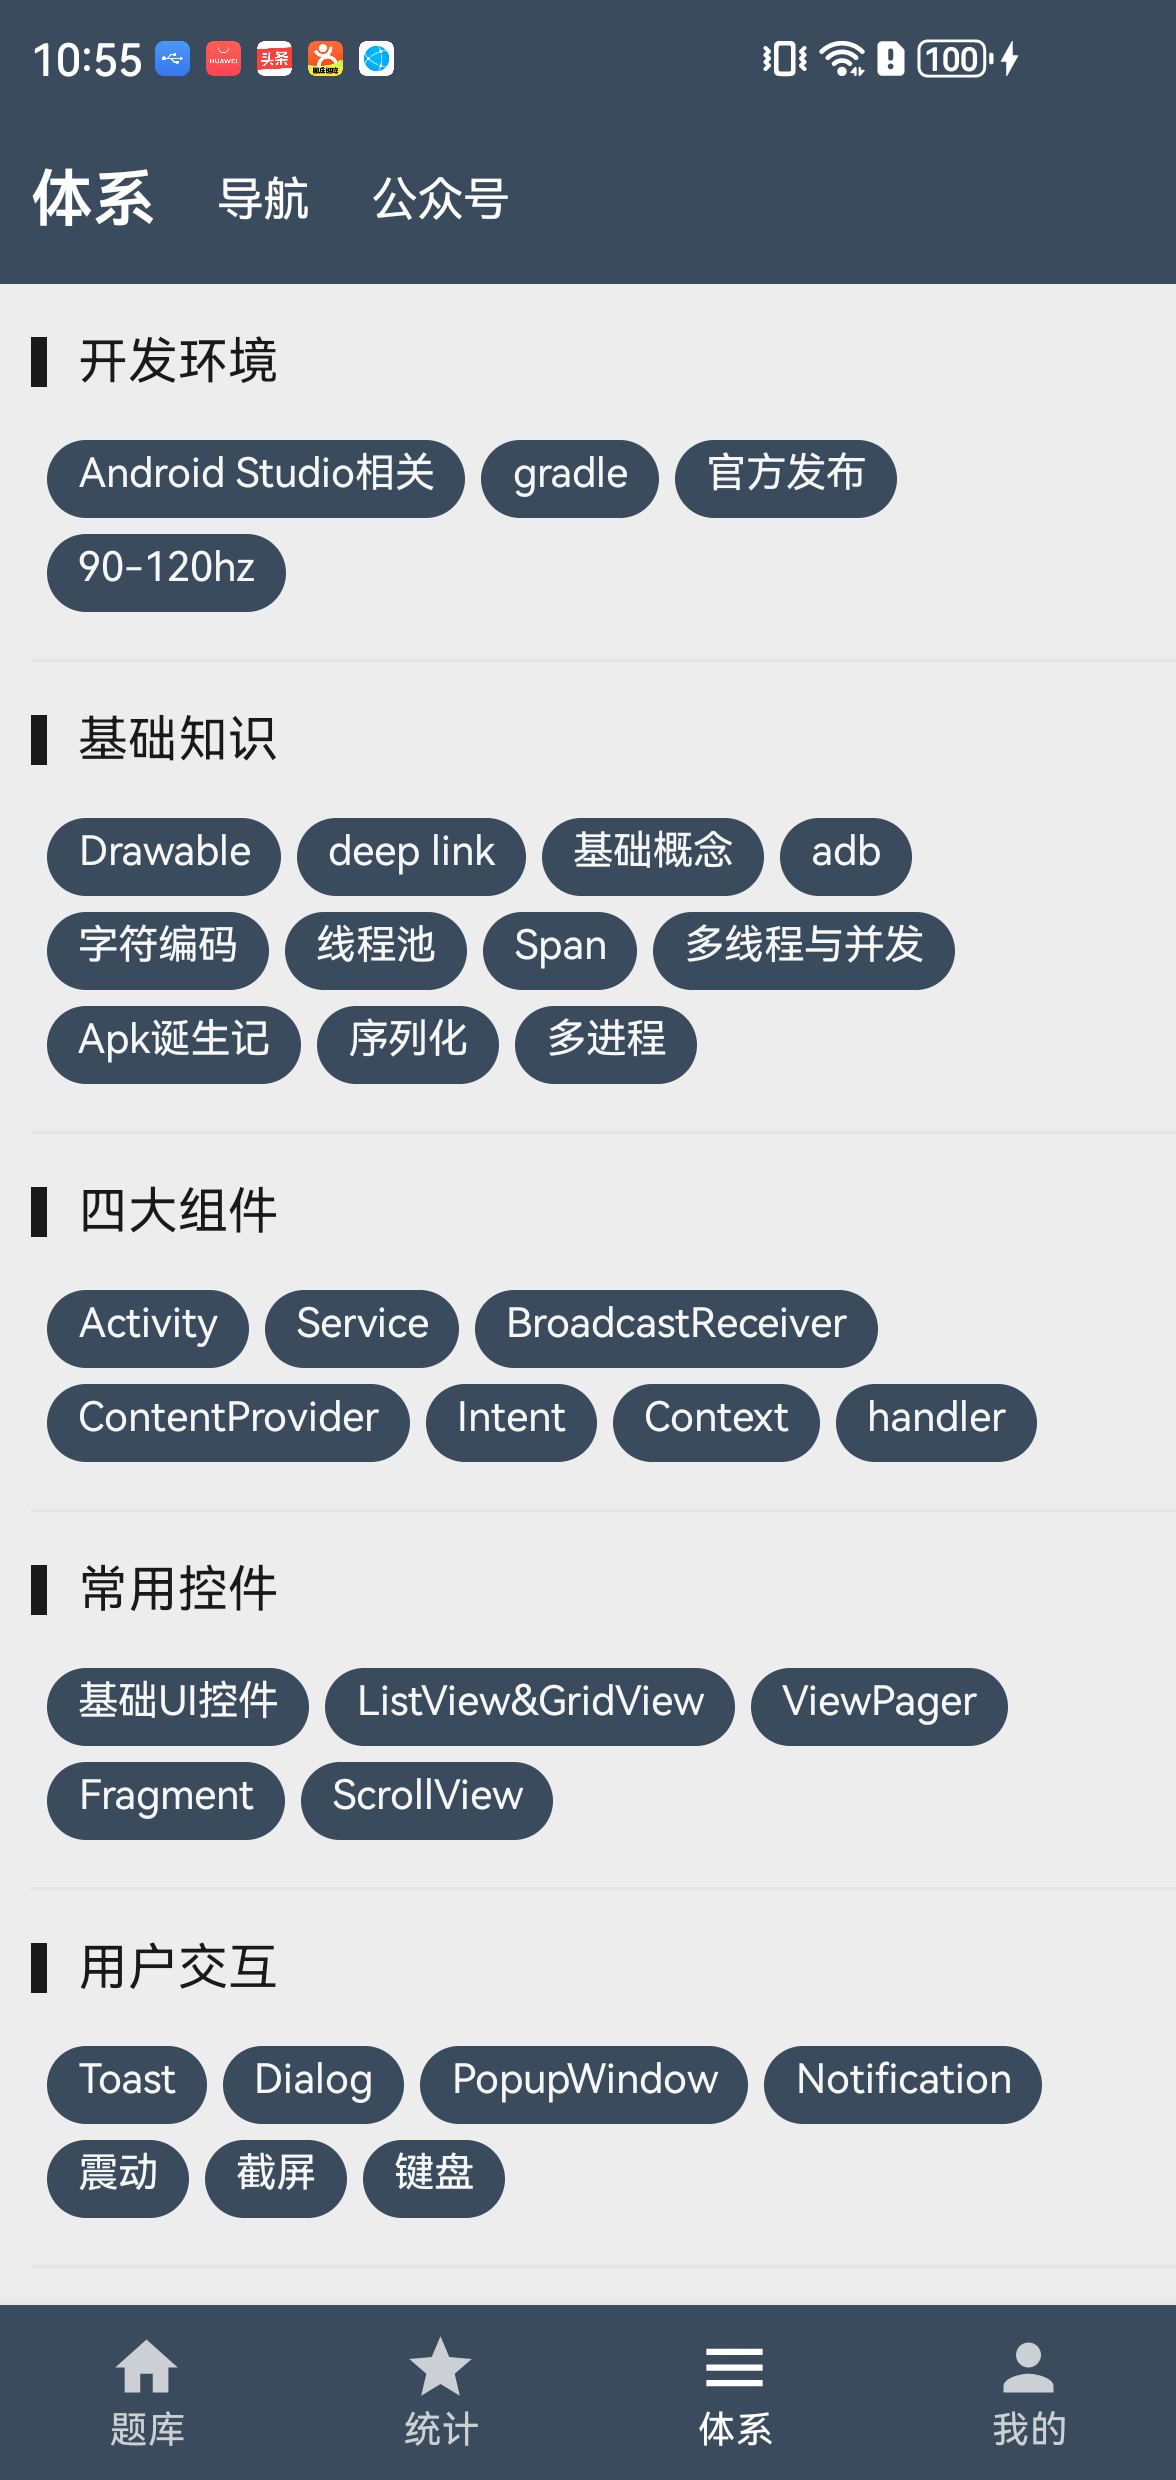 10:55
HUAWEI
头条
100
体系 导航 公众号
开发环境
Android Studio相关 gradle 官方发布
90-120hz
基础知识
Drawable deep link 基础概念 adb
字符编码 线程池 Span 多线程与并发
Apk诞生记 序列化 多进程
四大组件
Activity Service BroadcastReceiver
ContentProvider Intent Context handler
常用控件
基础UI控件 ListView&GridView ViewPager
Fragment ScrollView
用户交互
Toast Dialog PopupWindow Notification
震动 截屏 键盘
题库 统计 体系 我的